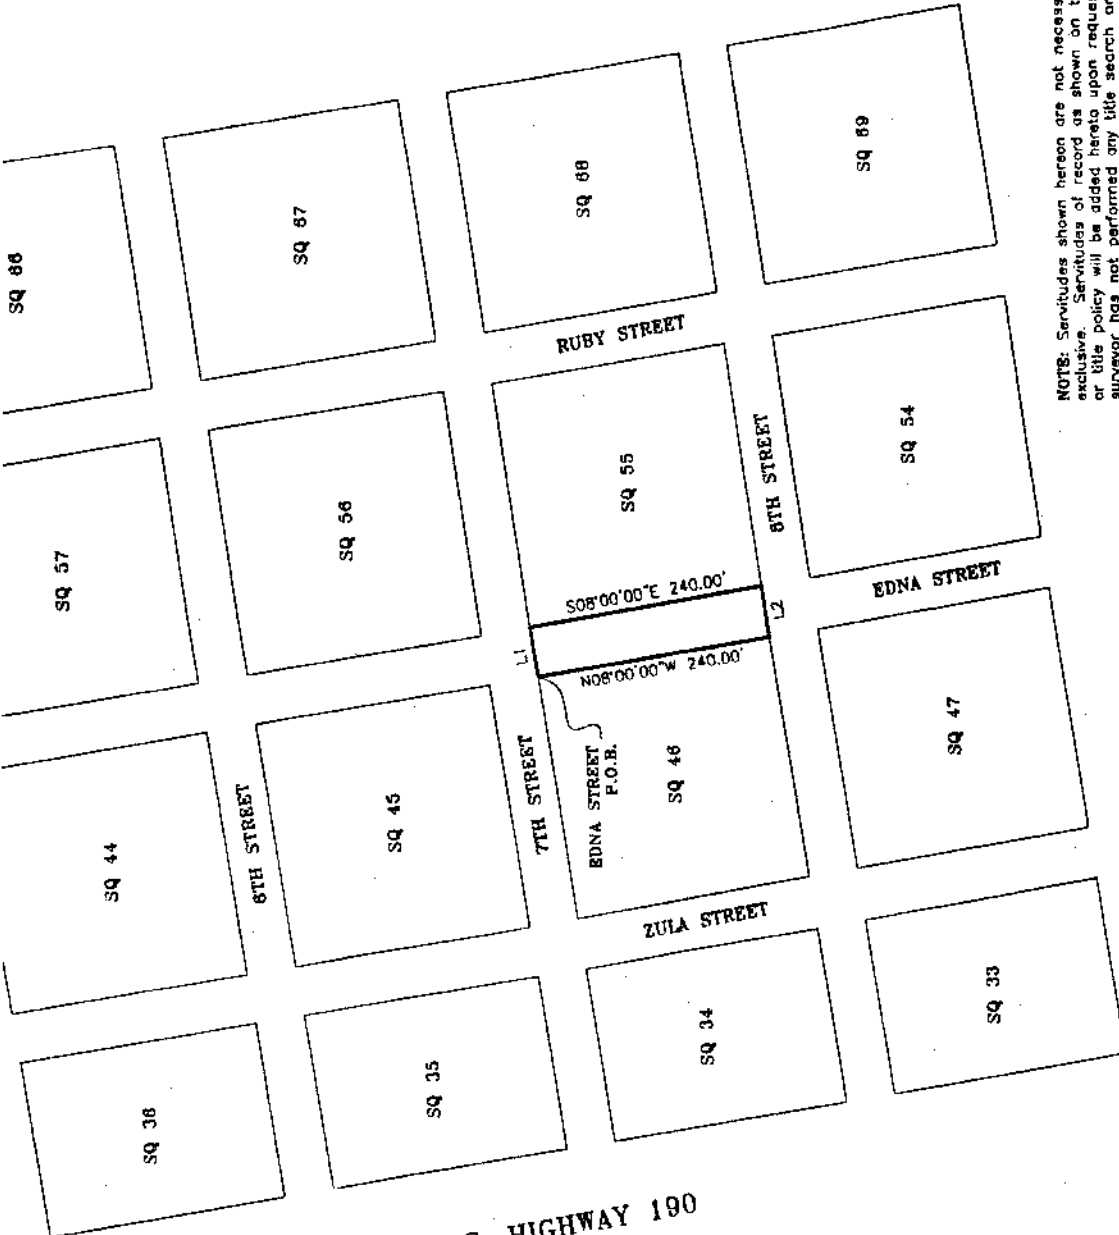 SQ 66
SQ 67
SQ 68
SQ 69
RUBY STREET
SQ 57
SQ 56
SQ 55
8TH STREET
SQ 54
EDNA STREET
S08°00'00"E 240.00'
L1
L2
N08°00'00"W 240.00'
EDNA STREET
P.O.B.
SQ 44
6TH STREET
SQ 45
7TH STREET
SQ 46
SQ 47
ZULA STREET
SQ 36
SQ 35
SQ 34
SQ 33
HIGHWAY 190
NOTE: Servitudes shown hereon are not
exclusive. Servitudes of record as shown on
or title policy will be added hereto upon
surveyor has not performed any title search